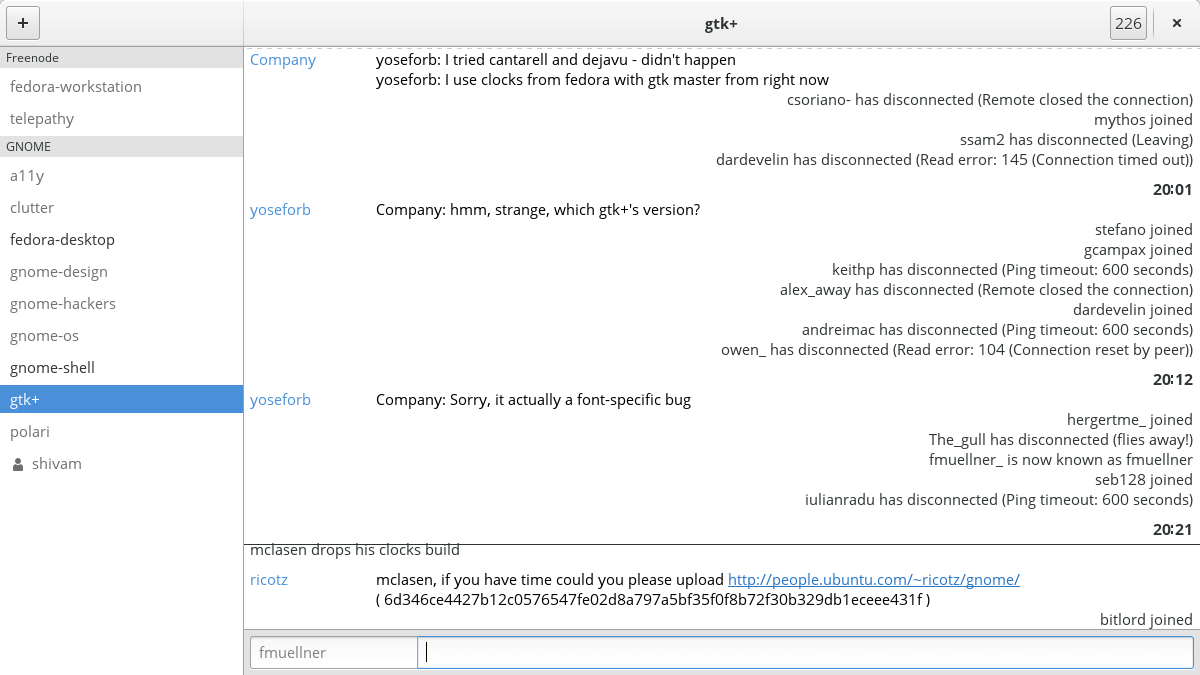 +
gtk+
226
×
Freenode
fedora-workstation
telepathy
GNOME
a11y
clutter
fedora-desktop
gnome-design
gnome-hackers
gnome-os
gnome-shell
gtk+
polari
shivam
Company yoseforb: I tried cantarell and dejavu - didn't happen
yoseforb: I use clocks from fedora with gtk master from right now
csoriano- has disconnected (Remote closed the connection)
mythos joined
ssam2 has disconnected (Leaving)
dardevelin has disconnected (Read error: 145 (Connection timed out))
20:01
yoseforb Company: hmm, strange, which gtk+'s version?
stefano joined
gcampax joined
keithp has disconnected (Ping timeout: 600 seconds)
alex_away has disconnected (Remote closed the connection)
dardevelin joined
andreimac has disconnected (Ping timeout: 600 seconds)
owen_ has disconnected (Read error: 104 (Connection reset by peer))
20:12
yoseforb Company: Sorry, it actually a font-specific bug
hergertme_ joined
The_gull has disconnected (flies away!)
fmuellner_ is now known as fmuellner
seb128 joined
iulianradu has disconnected (Ping timeout: 600 seconds)
20:21
mclasen drops his clocks build
ricotz mclasen, if you have time could you please upload http://people.ubuntu.com/~ricotz/gnome/
( 6d346ce4427b12c0576547fe02d8a797a5bf35f0f8b72f30b329db1eceee431f )
bitlord joined
fmuellner